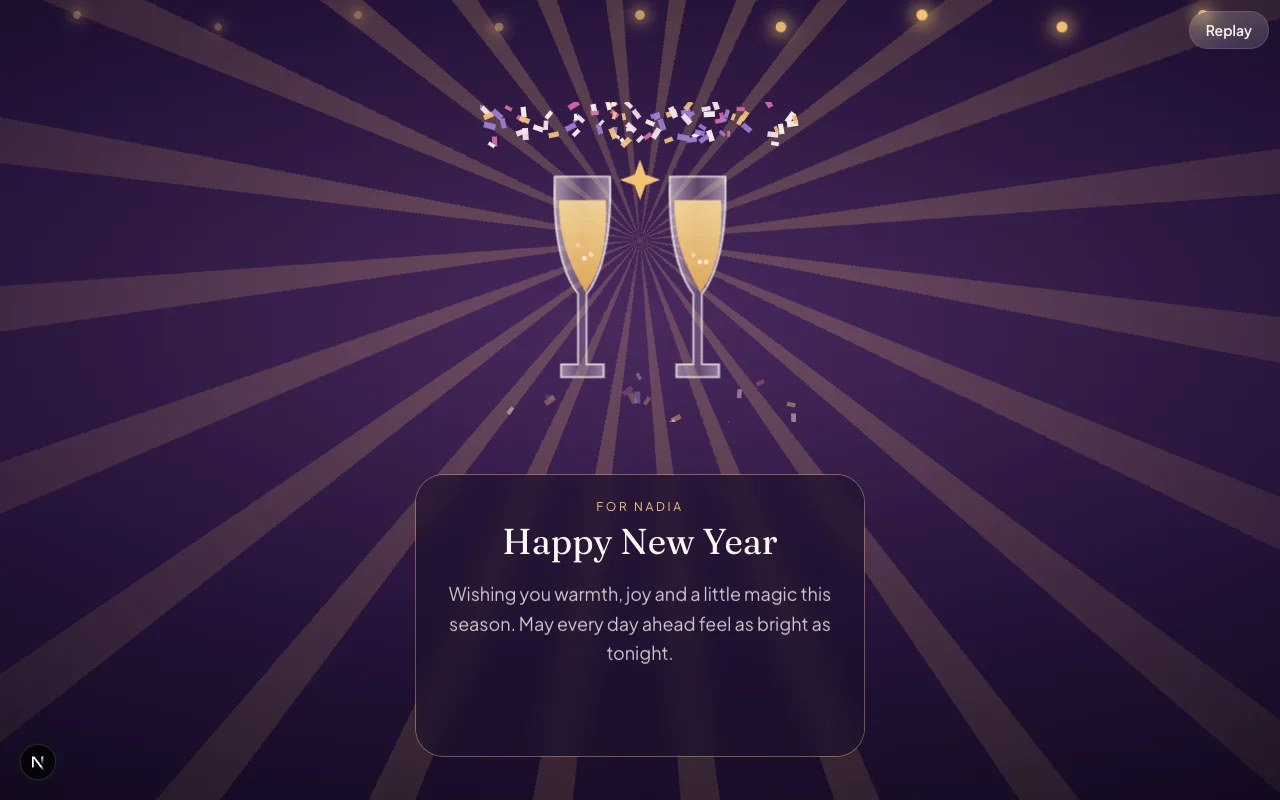 Replay
FOR NADIA
Happy New Year
Wishing you warmth, joy and a little magic this
season. May every day ahead feel as bright as
tonight.
N